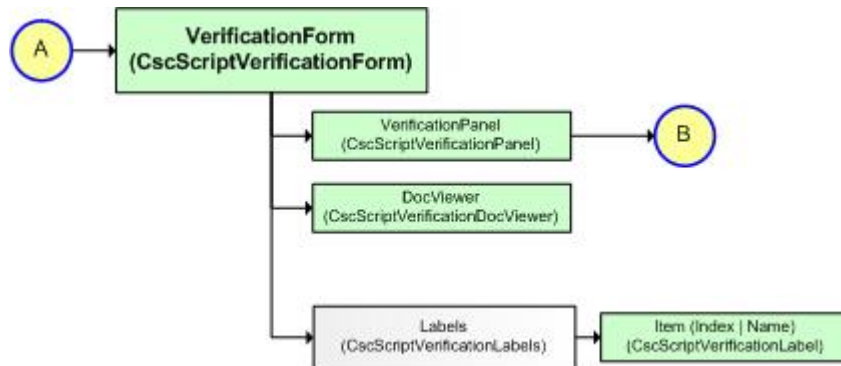 A
VerificationForm
(CscScriptVerificationForm)
VerificationPanel
(CscScriptVerificationPanel)
B
DocViewer
(CscScriptVerificationDocViewer)
Labels
(CscScriptVerificationLabels)
Item (Index | Name)
(CscScriptVerificationLabel)